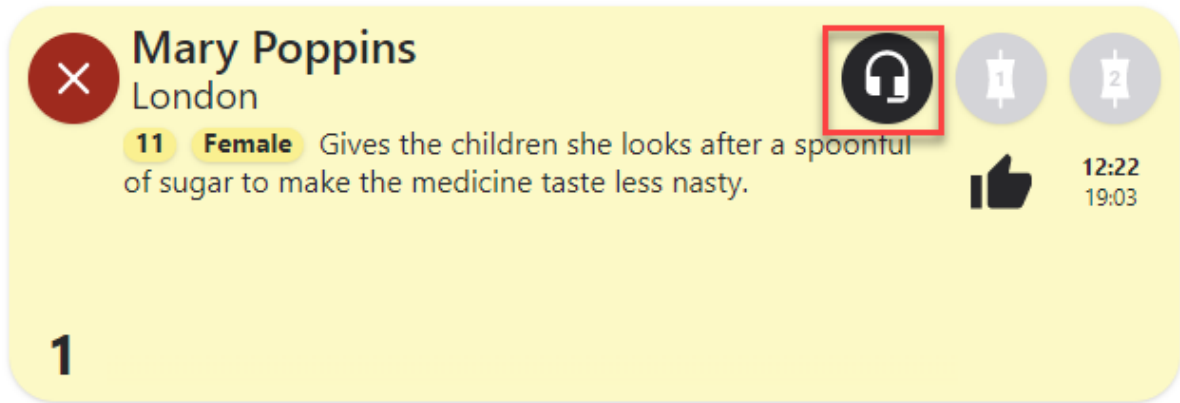 Mary Poppins
London
1 2
11 Female Gives the children she looks after a spoonful
of sugar to make the medicine taste less nasty.
12:22
19:03
1